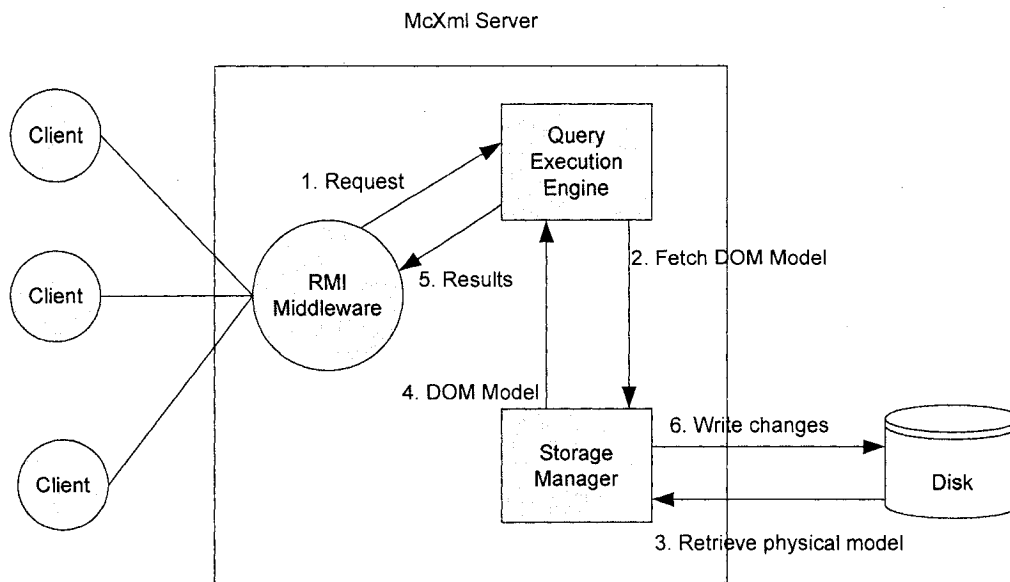 McXml Server
Client
Query
Execution
Engine
1. Request
2. Fetch DOM Model
5. Results
RMI
Middleware
Client
4. DOM Model
6. Write changes
Storage
Manager
Client
Disk
3. Retrieve physical model